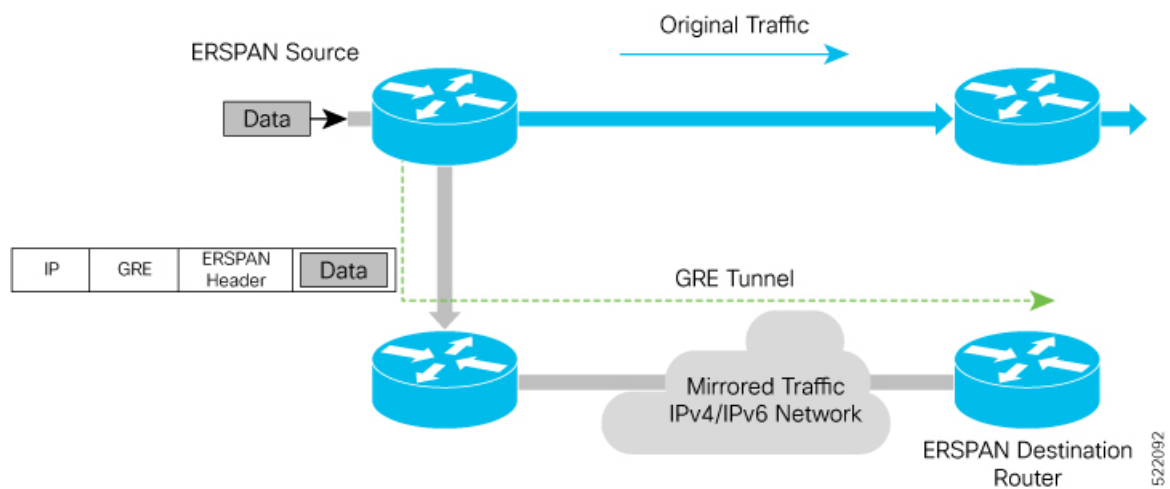 Original Traffic
ERSPAN Source
Data
IP
GRE
ERSPAN
Header
Data
GRE Tunnel
Mirrored Traffic
IPv4/IPv6 Network
ERSPAN Destination
Router
522092